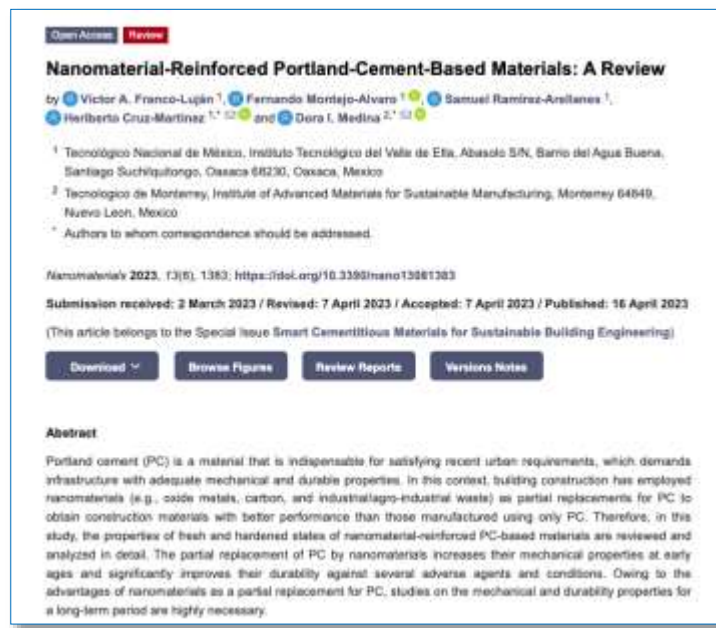 Open Access Review
Nanomaterial-Reinforced Portland-Cement-Based Materials: A Review
by Victor A. Franco-Luján 1, Fernando Montejo-Alvaro 1, Samuel Ramírez-Arellanes 1,
Heriberto Cruz-Martínez 1,* and Dora I. Medina 2,*
1 Tecnológico Nacional de México, Instituto Tecnológico del Valle de Etla, Abasolo S/N, Barrio del Agua Buena,
Santiago Suchilquitongo, Oaxaca 68230, Oaxaca, Mexico
2 Tecnologico de Monterrey, Institute of Advanced Materials for Sustainable Manufacturing, Monterrey 64849,
Nuevo Leon, Mexico
* Authors to whom correspondence should be addressed.
Nanomaterials 2023, 13(8), 1383; https://doi.org/10.3390/nano13081383
Submission received: 2 March 2023 / Revised: 7 April 2023 / Accepted: 7 April 2023 / Published: 16 April 2023
(This article belongs to the Special Issue Smart Cementitious Materials for Sustainable Building Engineering)
Download Browse Figures Review Reports Versions Notes
Abstract
Portland cement (PC) is a material that is indispensable for satisfying recent urban requirements, which demands
infrastructure with adequate mechanical and durable properties. In this context, building construction has employed
nanomaterials (e.g., oxide metals, carbon, and industrial/agro-industrial waste) as partial replacements for PC to
obtain construction materials with better performance than those manufactured using only PC. Therefore, in this
study, the properties of fresh and hardened states of nanomaterial-reinforced PC-based materials are reviewed and
analyzed in detail. The partial replacement of PC by nanomaterials increases their mechanical properties at early
ages and significantly improves their durability against several adverse agents and conditions. Owing to the
advantages of nanomaterials as a partial replacement for PC, studies on the mechanical and durability properties for
a long-term period are highly necessary.